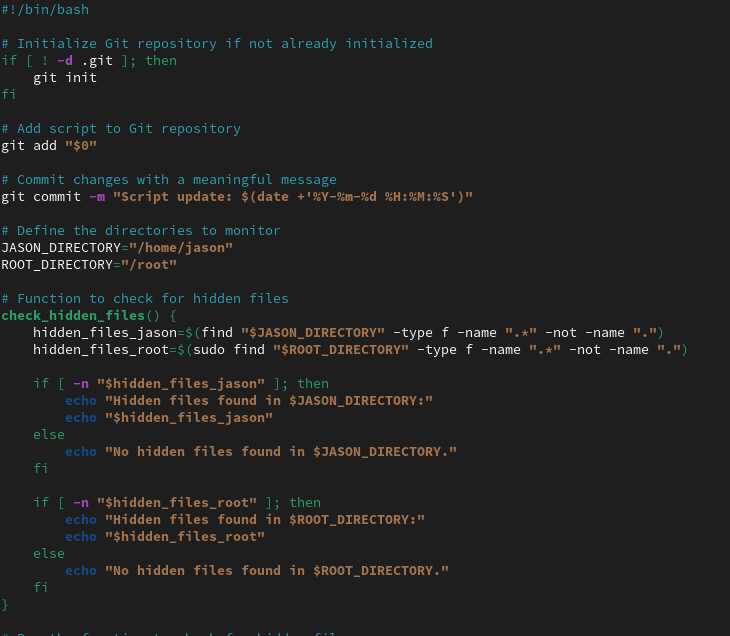 #!/bin/bash
# Initialize Git repository if not already initialized
if [ ! -d .git ]; then
    git init
fi
# Add script to Git repository
git add "$0"
# Commit changes with a meaningful message
git commit -m "Script update: $(date +'%Y-%m-%d %H:%M:%S')"
# Define the directories to monitor
JASON_DIRECTORY="/home/jason"
ROOT_DIRECTORY="/root"
# Function to check for hidden files
check_hidden_files() {
    hidden_files_jason=$(find "$JASON_DIRECTORY" -type f -name ".*" -not -name ".")
    hidden_files_root=$(sudo find "$ROOT_DIRECTORY" -type f -name ".*" -not -name ".")
    if [ -n "$hidden_files_jason" ]; then
        echo "Hidden files found in $JASON_DIRECTORY:"
        echo "$hidden_files_jason"
    else
        echo "No hidden files found in $JASON_DIRECTORY."
    fi
    if [ -n "$hidden_files_root" ]; then
        echo "Hidden files found in $ROOT_DIRECTORY:"
        echo "$hidden_files_root"
    else
        echo "No hidden files found in $ROOT_DIRECTORY."
    fi
}